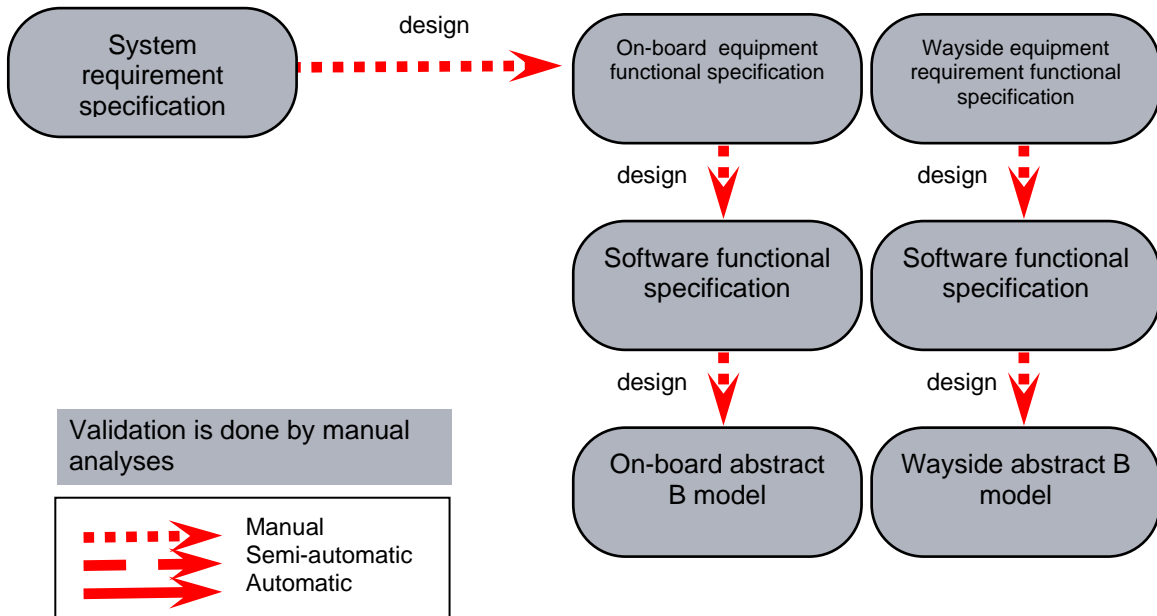 System
requirement
specification
design
On-board equipment
functional specification
Wayside equipment
requirement functional
specification
design
design
Software functional
specification
Software functional
specification
design
design
On-board abstract
B model
Wayside abstract B
model
Validation is done by manual
analyses
Manual
Semi-automatic
Automatic